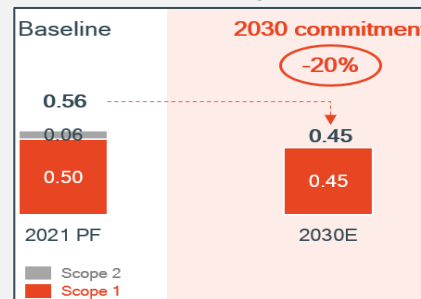 Baseline
2030 commitment
-20%
0.56
0.06
0.45
0.50
0.45
2021 PF
2030E
Scope 2
Scope 1